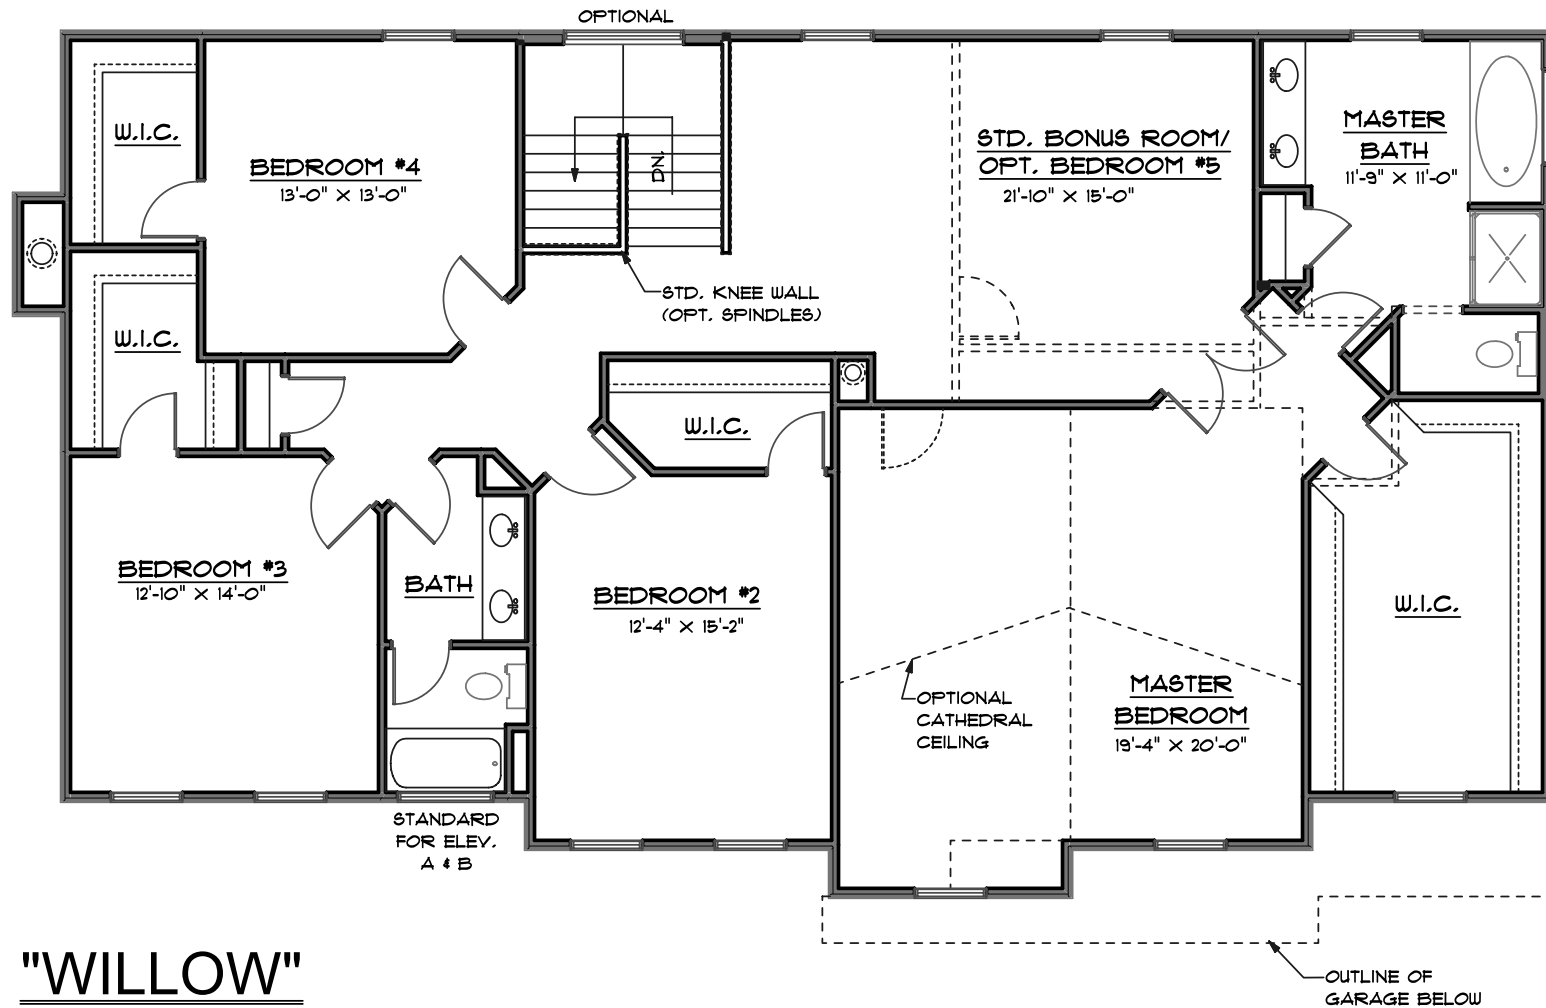 OPTIONAL
W.I.C.
BEDROOM #4
13'-0" X 13'-0"
DN.
STD. BONUS ROOM/
OPT. BEDROOM #5
21'-10" X 15'-0"
MASTER
BATH
11'-9" X 11'-0"
STD. KNEE WALL
(OPT. SPINDLES)
W.I.C.
W.I.C.
BEDROOM #3
12'-10" X 14'-0"
BATH
BEDROOM #2
12'-4" X 15'-2"
W.I.C.
OPTIONAL
CATHEDRAL
CEILING
MASTER
BEDROOM
19'-4" X 20'-0"
STANDARD
FOR ELEV.
A & B
"WILLOW"
OUTLINE OF
GARAGE BELOW